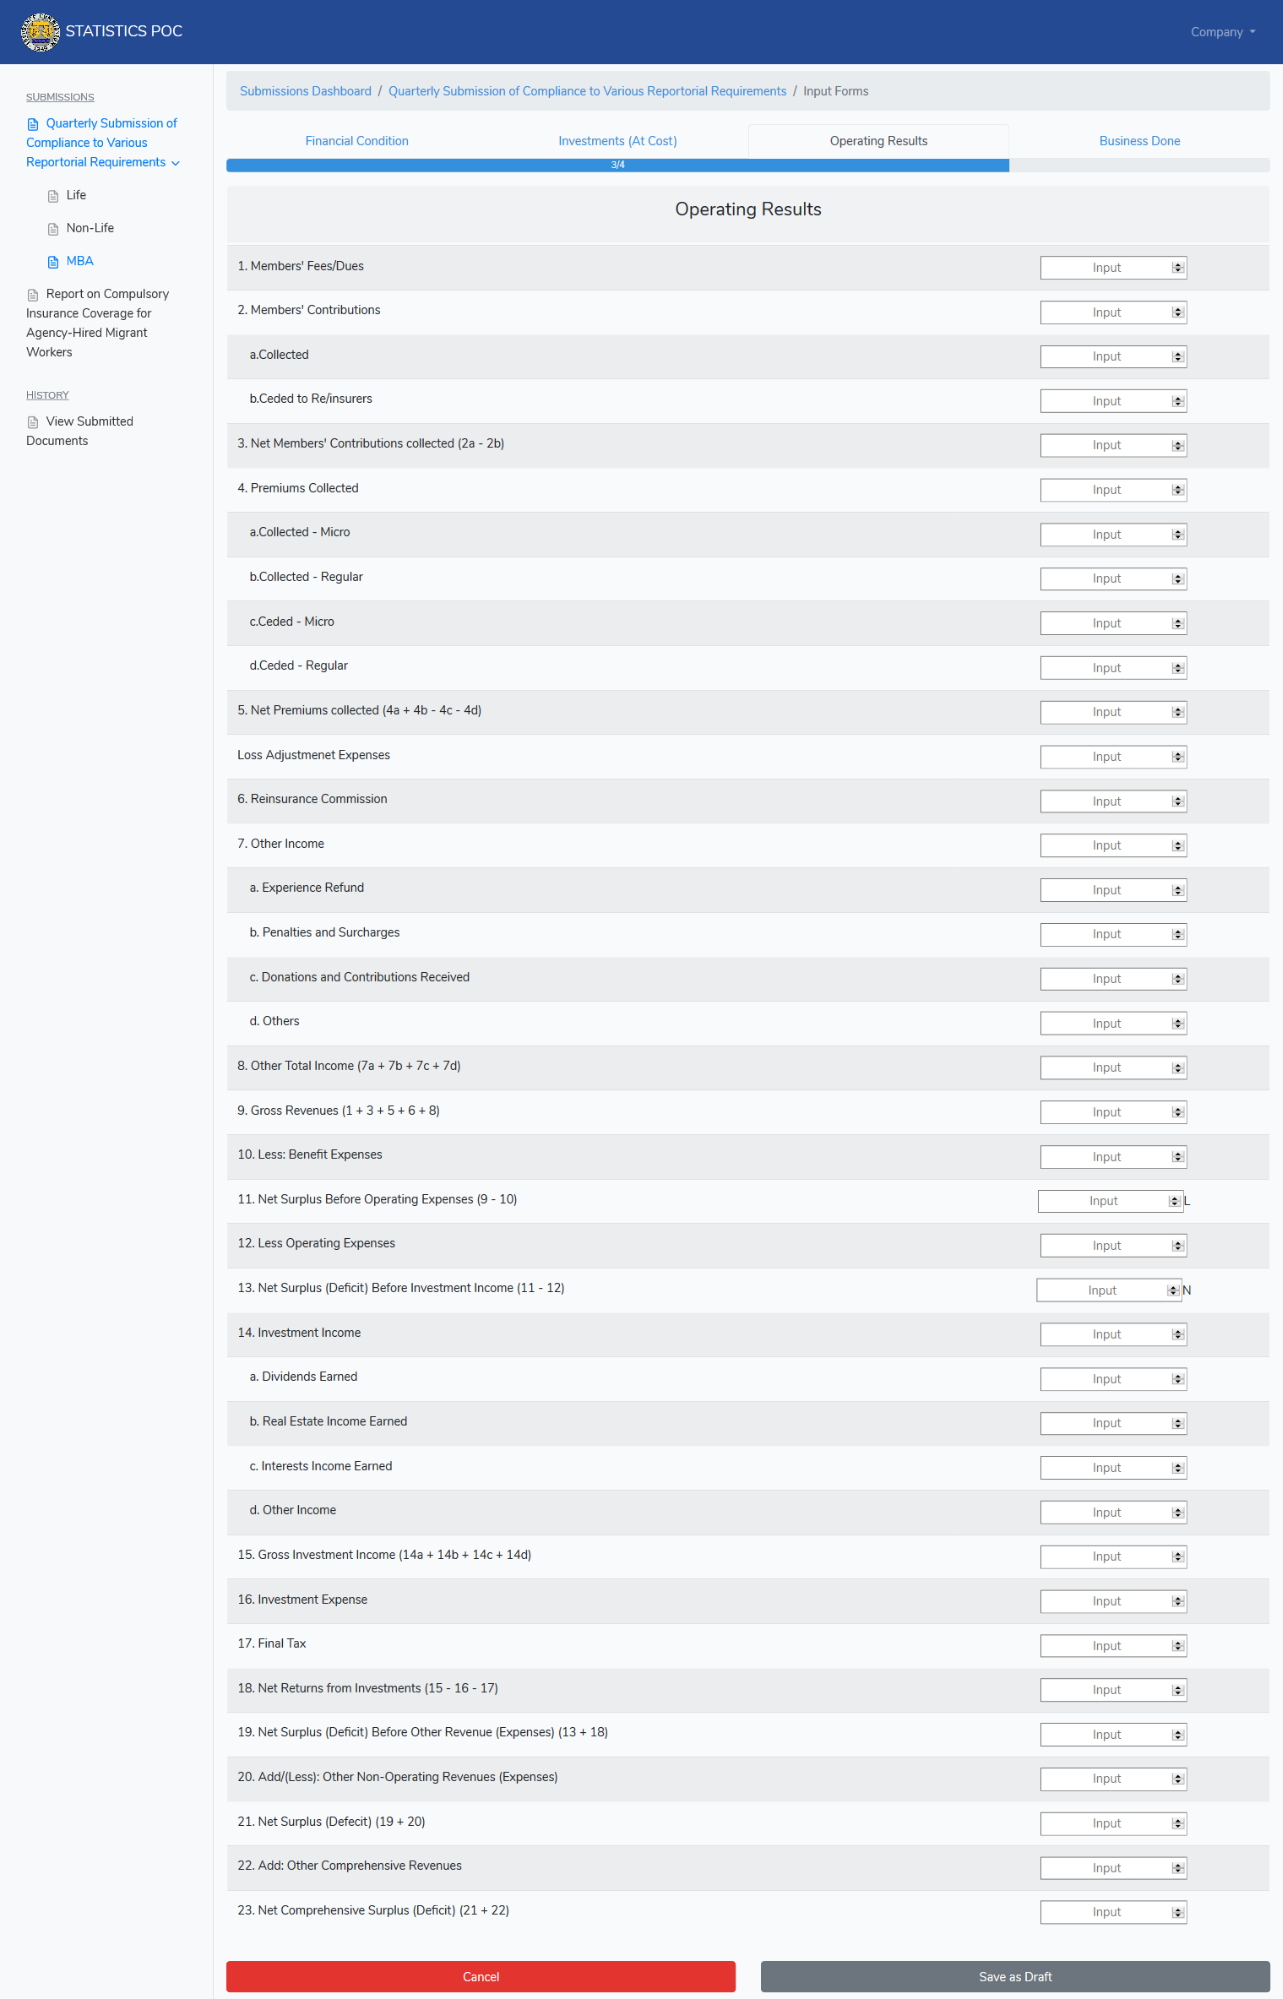 STATISTICS POC
Company
SUBMISSIONS
Quarterly Submission of
Compliance to Various
Reportorial Requirements
Life
Non-Life
MBA
Report on Compulsory
Insurance Coverage for
Agency-Hired Migrant
Workers
HISTORY
View Submitted
Documents
Submissions Dashboard / Quarterly Submission of Compliance to Various Reportorial Requirements / Input Forms
Financial Condition Investments (At Cost) Operating Results Business Done
3/4
Operating Results
1. Members' Fees/Dues Input
2. Members' Contributions Input
a.Collected Input
b.Ceded to Re/insurers Input
3. Net Members' Contributions collected (2a - 2b) Input
4. Premiums Collected Input
a.Collected - Micro Input
b.Collected - Regular Input
c.Ceded - Micro Input
d.Ceded - Regular Input
5. Net Premiums collected (4a + 4b - 4c - 4d) Input
Loss Adjustmenet Expenses Input
6. Reinsurance Commission Input
7. Other Income Input
a. Experience Refund Input
b. Penalties and Surcharges Input
c. Donations and Contributions Received Input
d. Others Input
8. Other Total Income (7a + 7b + 7c + 7d) Input
9. Gross Revenues (1 + 3 + 5 + 6 + 8) Input
10. Less: Benefit Expenses Input
11. Net Surplus Before Operating Expenses (9 - 10) Input L
12. Less Operating Expenses Input
13. Net Surplus (Deficit) Before Investment Income (11 - 12) Input N
14. Investment Income Input
a. Dividends Earned Input
b. Real Estate Income Earned Input
c. Interests Income Earned Input
d. Other Income Input
15. Gross Investment Income (14a + 14b + 14c + 14d) Input
16. Investment Expense Input
17. Final Tax Input
18. Net Returns from Investments (15 - 16 - 17) Input
19. Net Surplus (Deficit) Before Other Revenue (Expenses) (13 + 18) Input
20. Add/(Less): Other Non-Operating Revenues (Expenses) Input
21. Net Surplus (Defecit) (19 + 20) Input
22. Add: Other Comprehensive Revenues Input
23. Net Comprehensive Surplus (Deficit) (21 + 22) Input
Cancel Save as Draft